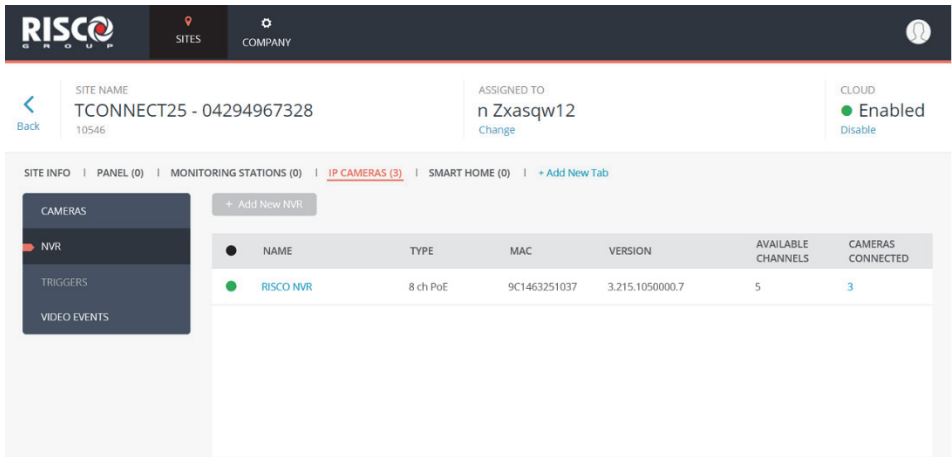 RISCO
GROUP
SITES
COMPANY
Back
SITE NAME
TCONNECT25 - 04294967328
10546
ASSIGNED TO
n Zxasqw12
Change
CLOUD
Enabled
Disable
SITE INFO | PANEL (0) | MONITORING STATIONS (0) | IP CAMERAS (3) | SMART HOME (0) | + Add New Tab
CAMERAS
NVR
TRIGGERS
VIDEO EVENTS
+ Add New NVR
NAME TYPE MAC VERSION AVAILABLE CHANNELS CAMERAS CONNECTED
RISCO NVR 8 ch PoE 9C1463251037 3.215.1050000.7 5 3